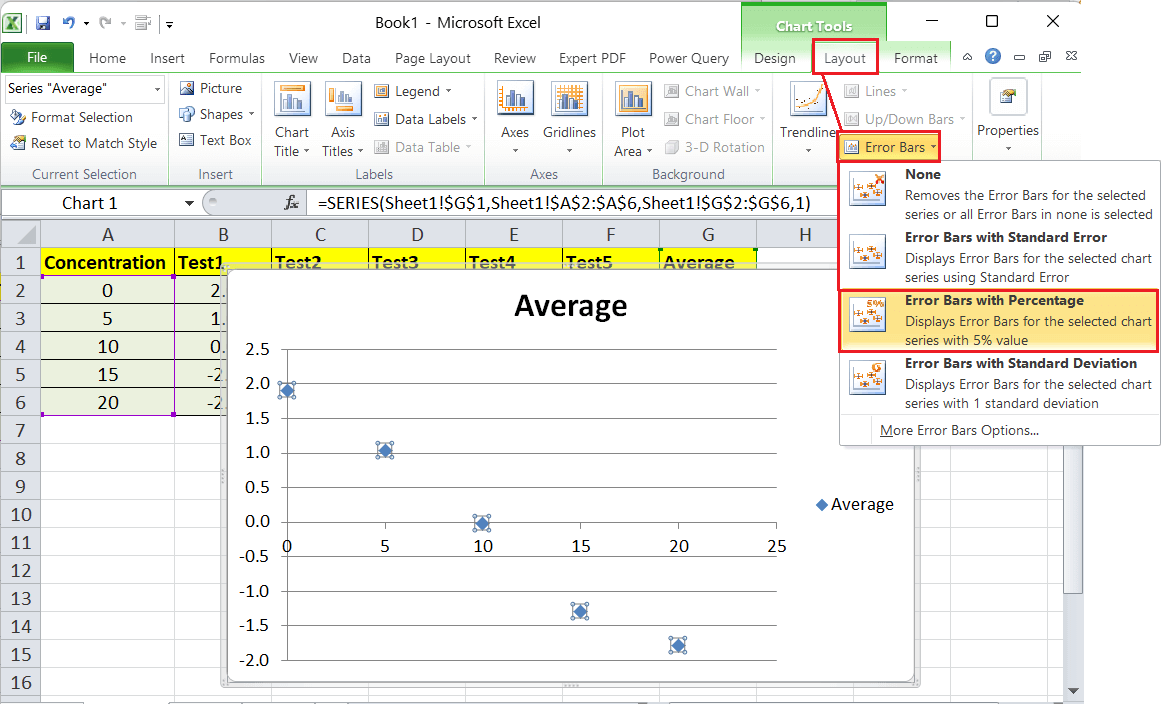 Book1 - Microsoft Excel
Chart Tools
File Home Insert Formulas View Data Page Layout Review Expert PDF Power Query Design Layout Format
Series "Average"
Format Selection
Reset to Match Style
Current Selection
Picture
Shapes
Text Box
Insert
Chart Title
Axis Titles
Legend
Data Labels
Data Table
Labels
Axes
Gridlines
Axes
Plot Area
Chart Wall
Chart Floor
3-D Rotation
Background
Trendline
Lines
Up/Down Bars
Error Bars
Properties
None
Removes the Error Bars for the selected
series or all Error Bars in none is selected
Error Bars with Standard Error
Displays Error Bars for the selected chart
series using Standard Error
Error Bars with Percentage
Displays Error Bars for the selected chart
series with 5% value
Error Bars with Standard Deviation
Displays Error Bars for the selected chart
series with 1 standard deviation
More Error Bars Options...
Chart 1 fx =SERIES(Sheet1!$G$1,Sheet1!$A$2:$A$6,Sheet1!$G$2:$G$6,1)
A B C D E F G H
1 Concentration Test1 Test2 Test3 Test4 Test5 Average
2 0 2.
3 5 1.
4 10 0.
5 15 -2
6 20 -2
7
8
9
10
11
12
13
14
15
16
Average
2.5
2.0
1.5
1.0
0.5
0.0
-0.5
-1.0
-1.5
-2.0
0 5 10 15 20 25
Average